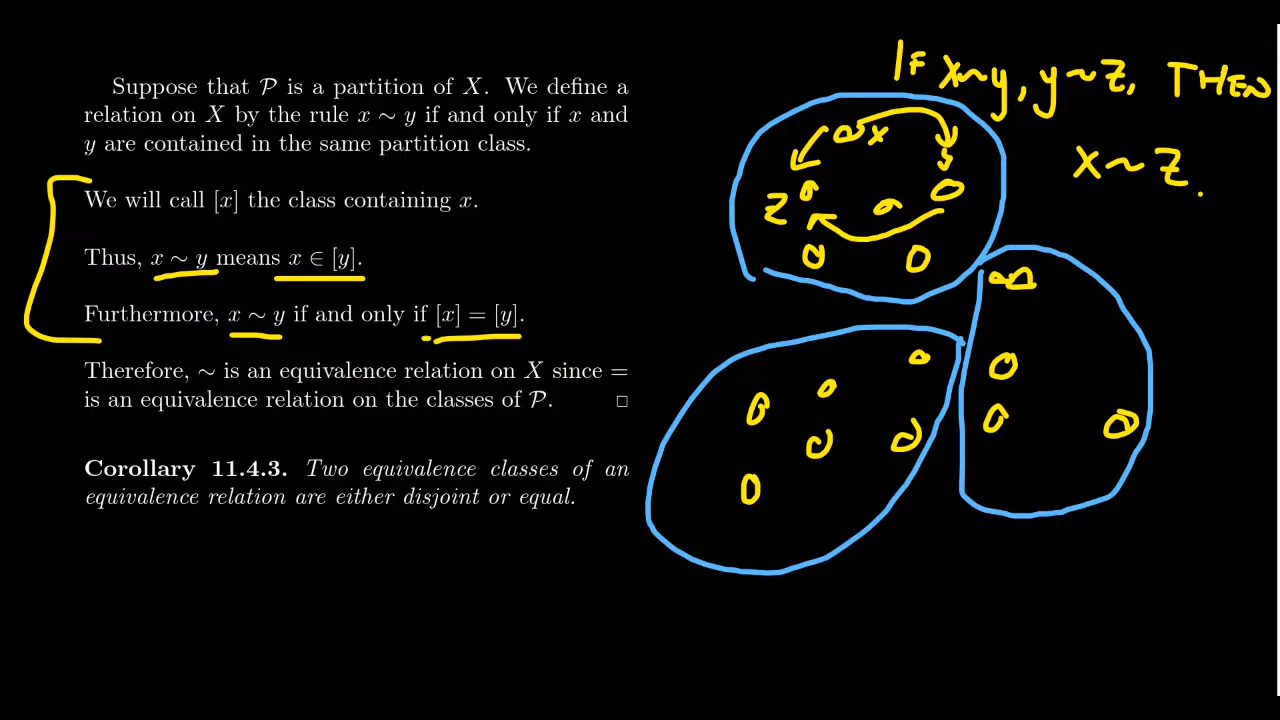 Suppose that 𝒫 is a partition of X. We define a
relation on X by the rule x ∼ y if and only if x and
y are contained in the same partition class.
We will call [x] the class containing x.
Thus, x ∼ y means x ∈ [y].
Furthermore, x ∼ y if and only if [x] = [y].
Therefore, ∼ is an equivalence relation on X since =
is an equivalence relation on the classes of 𝒫. □
Corollary 11.4.3. Two equivalence classes of an
equivalence relation are either disjoint or equal.
IF x∼y, y∼z, THEN
x∼z.
x
z